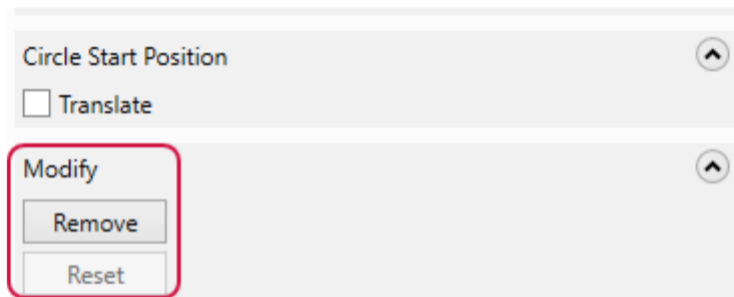 Circle Start Position
Translate
Modify
Remove
Reset